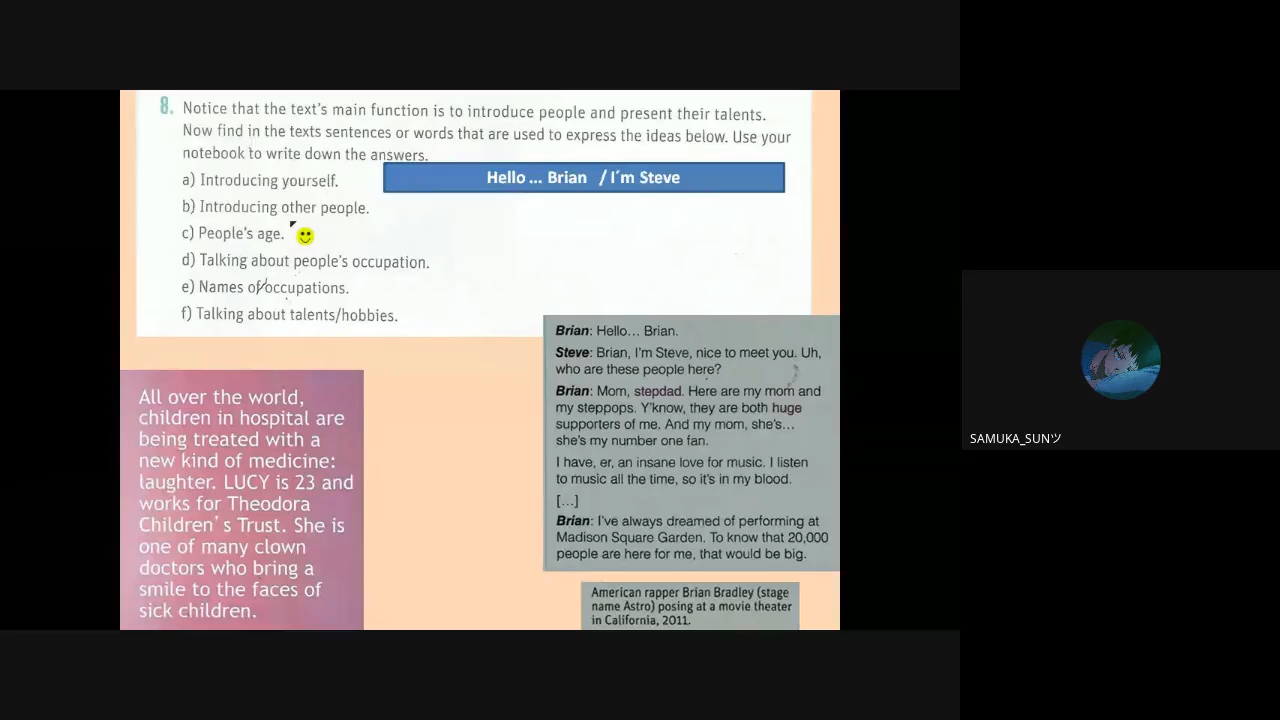 8. Notice that the text's main function is to introduce people and present their talents.
Now find in the texts sentences or words that are used to express the ideas below. Use your
notebook to write down the answers.
a) Introducing yourself.
Hello ... Brian / I´m Steve
b) Introducing other people.
c) People's age.
d) Talking about people's occupation.
e) Names of occupations.
f) Talking about talents/hobbies.
Brian: Hello... Brian.
Steve: Brian, I'm Steve, nice to meet you. Uh,
who are these people here?
Brian: Mom, stepdad. Here are my mom and
my steppops. Y'know, they are both huge
supporters of me. And my mom, she's...
she's my number one fan.
I have, er, an insane love for music. I listen
to music all the time, so it's in my blood.
[...]
Brian: I've always dreamed of performing at
Madison Square Garden. To know that 20,000
people are here for me, that would be big.
American rapper Brian Bradley (stage
name Astro) posing at a movie theater
in California, 2011.
All over the world,
children in hospital are
being treated with a
new kind of medicine:
laughter. LUCY is 23 and
works for Theodora
Children's Trust. She is
one of many clown
doctors who bring a
smile to the faces of
sick children.
SAMUKA_SUNツ